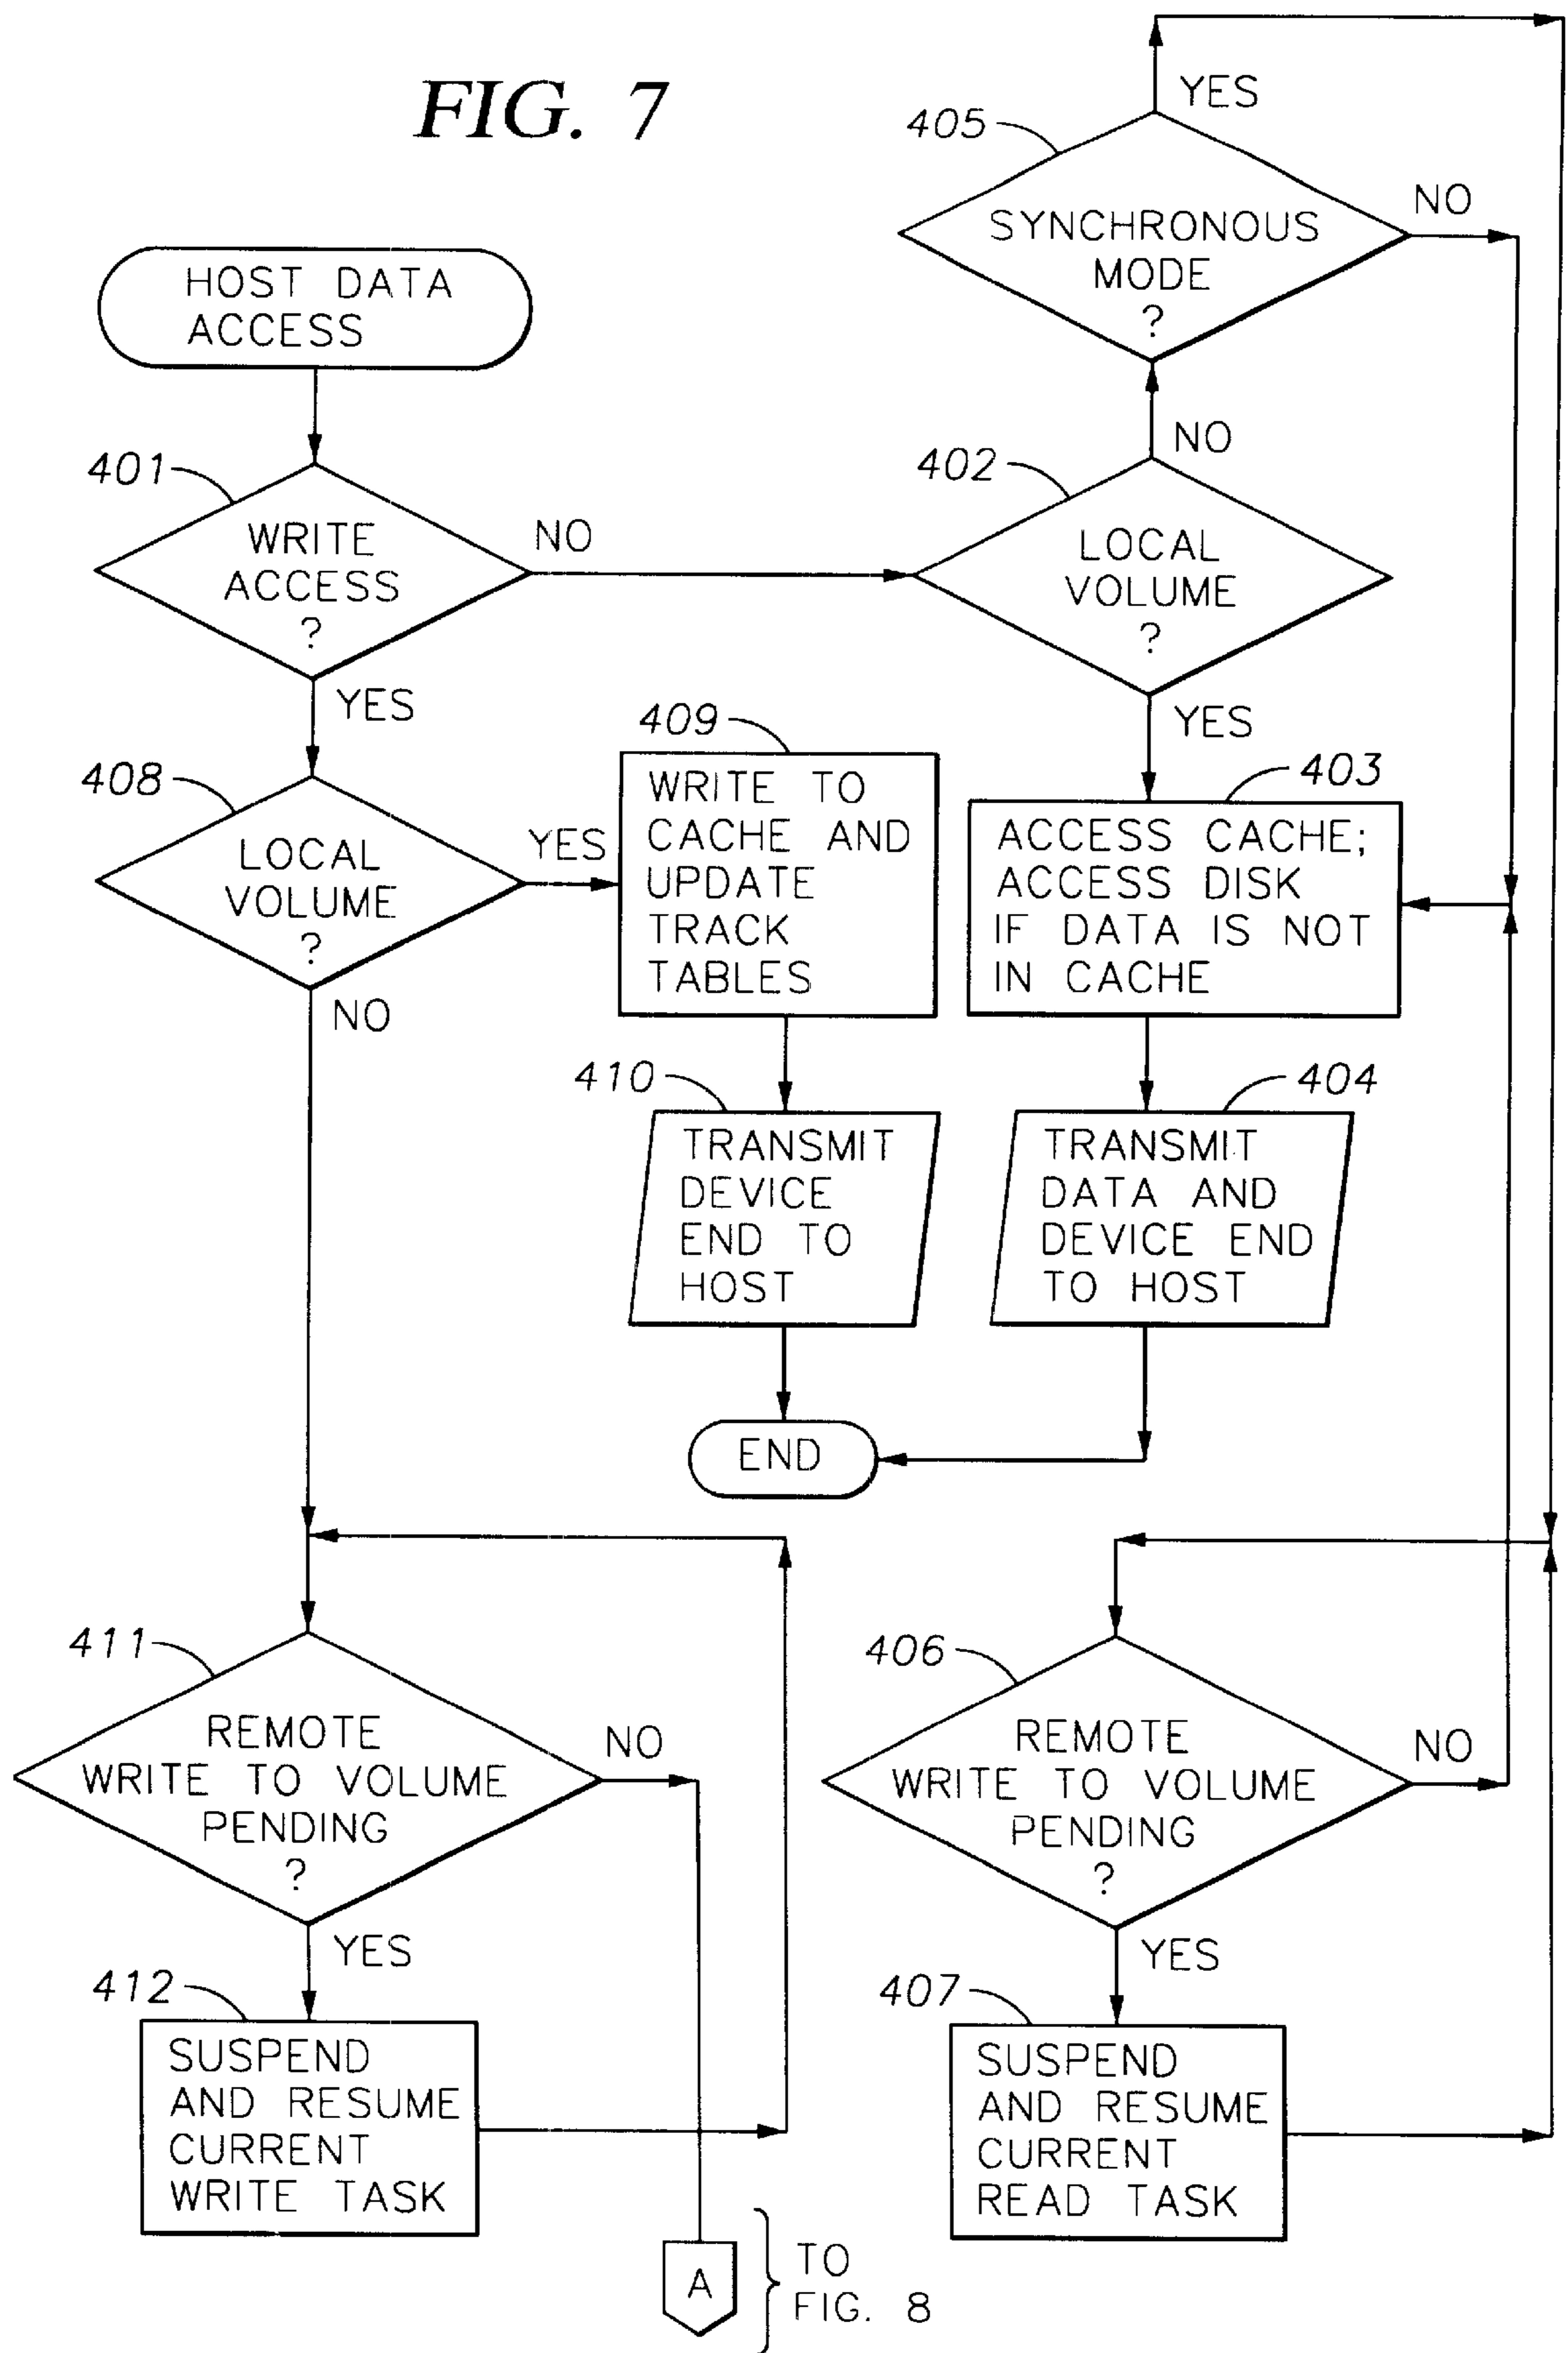 FIG. 7
HOST DATA
ACCESS
401
WRITE
ACCESS
?
NO
YES
402
LOCAL
VOLUME
?
NO
YES
405
SYNCHRONOUS
MODE
?
YES
NO
408
LOCAL
VOLUME
?
YES
NO
409
WRITE TO
CACHE AND
UPDATE
TRACK
TABLES
403
ACCESS CACHE;
ACCESS DISK
IF DATA IS NOT
IN CACHE
410
TRANSMIT
DEVICE
END TO
HOST
404
TRANSMIT
DATA AND
DEVICE END
TO HOST
END
411
REMOTE
WRITE TO VOLUME
PENDING
?
NO
YES
406
REMOTE
WRITE TO VOLUME
PENDING
?
NO
YES
412
SUSPEND
AND RESUME
CURRENT
WRITE TASK
407
SUSPEND
AND RESUME
CURRENT
READ TASK
A
TO
FIG. 8